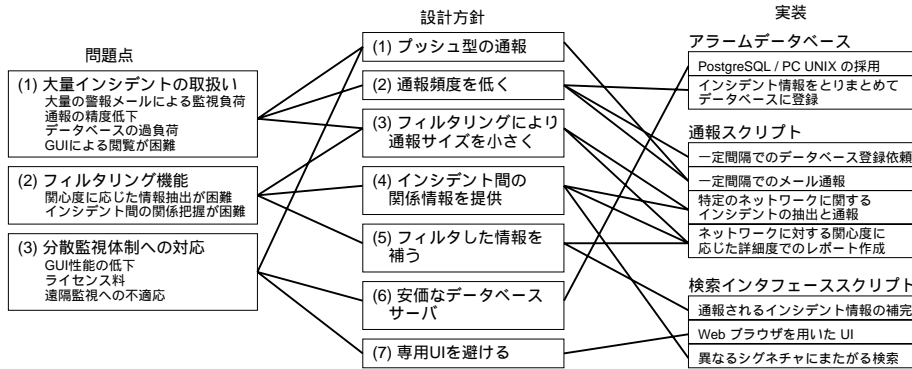 問題点
(1) 大量インシデントの取扱い
大量の警報メールによる監視負荷
通報の精度低下
データベースの過負荷
GUIによる閲覧が困難
(2) フィルタリング機能
関心度に応じた情報抽出が困難
インシデント間の関係把握が困難
(3) 分散監視体制への対応
GUI性能の低下
ライセンス料
遠隔監視への不適応
設計方針
(1) プッシュ型の通報
(2) 通報頻度を低く
(3) フィルタリングにより
通報サイズを小さく
(4) インシデント間の
関係情報を提供
(5) フィルタした情報を
補う
(6) 安価なデータベース
サーバ
(7) 専用UIを避ける
実装
アラームデータベース
PostgreSQL / PC UNIX の採用
インシデント情報をとりまとめて
データベースに登録
通報スクリプト
一定間隔でのデータベース登録依頼
一定間隔でのメール通報
特定のネットワークに関する
インシデントの抽出と通報
ネットワークに対する関心度に
応じた詳細度でのレポート作成
検索インタフェーススクリプト
通報されるインシデント情報の補完
Web ブラウザを用いた UI
異なるシグネチャにまたがる検索